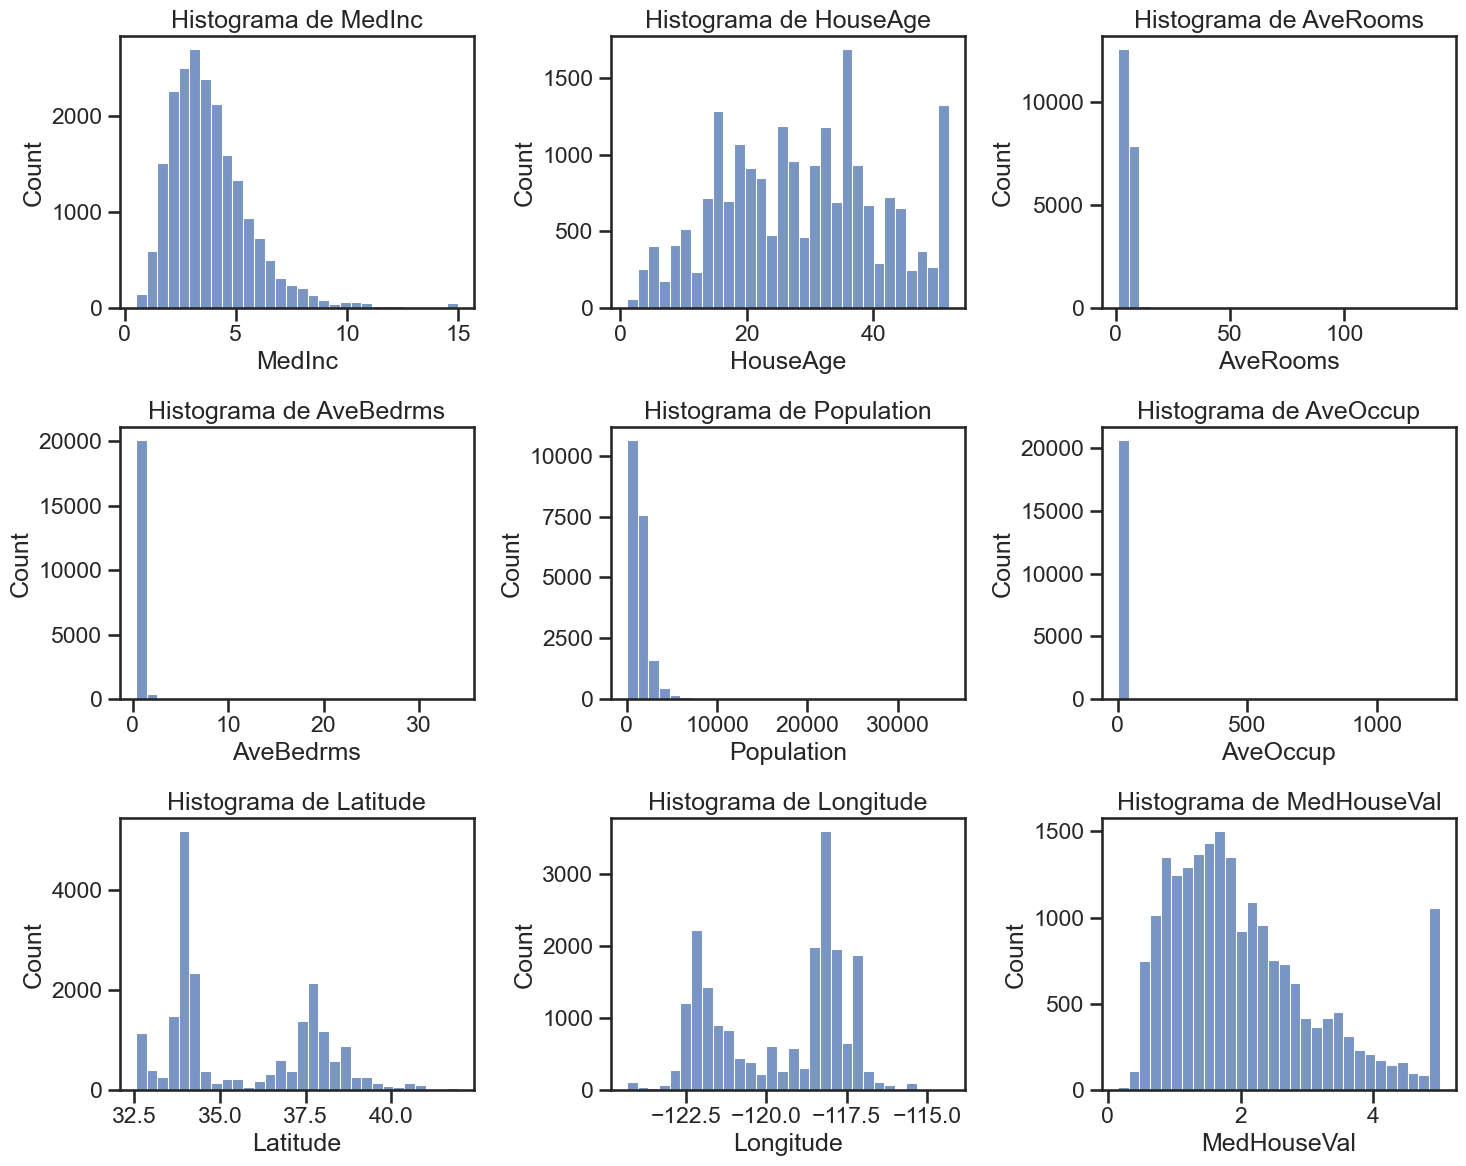 Histograma de MedInc
Count
0
1000
2000
0
5
10
15
MedInc
Histograma de HouseAge
Count
0
500
1000
1500
0
20
40
HouseAge
Histograma de AveRooms
Count
0
5000
10000
0
50
100
AveRooms
Histograma de AveBedrms
Count
0
5000
10000
15000
20000
0
10
20
30
AveBedrms
Histograma de Population
Count
0
2500
5000
7500
10000
0
10000
20000
30000
Population
Histograma de AveOccup
Count
0
5000
10000
15000
20000
0
500
1000
AveOccup
Histograma de Latitude
Count
0
2000
4000
32.5
35.0
37.5
40.0
Latitude
Histograma de Longitude
Count
0
1000
2000
3000
−122.5
−120.0
−117.5
−115.0
Longitude
Histograma de MedHouseVal
Count
0
500
1000
1500
0
2
4
MedHouseVal